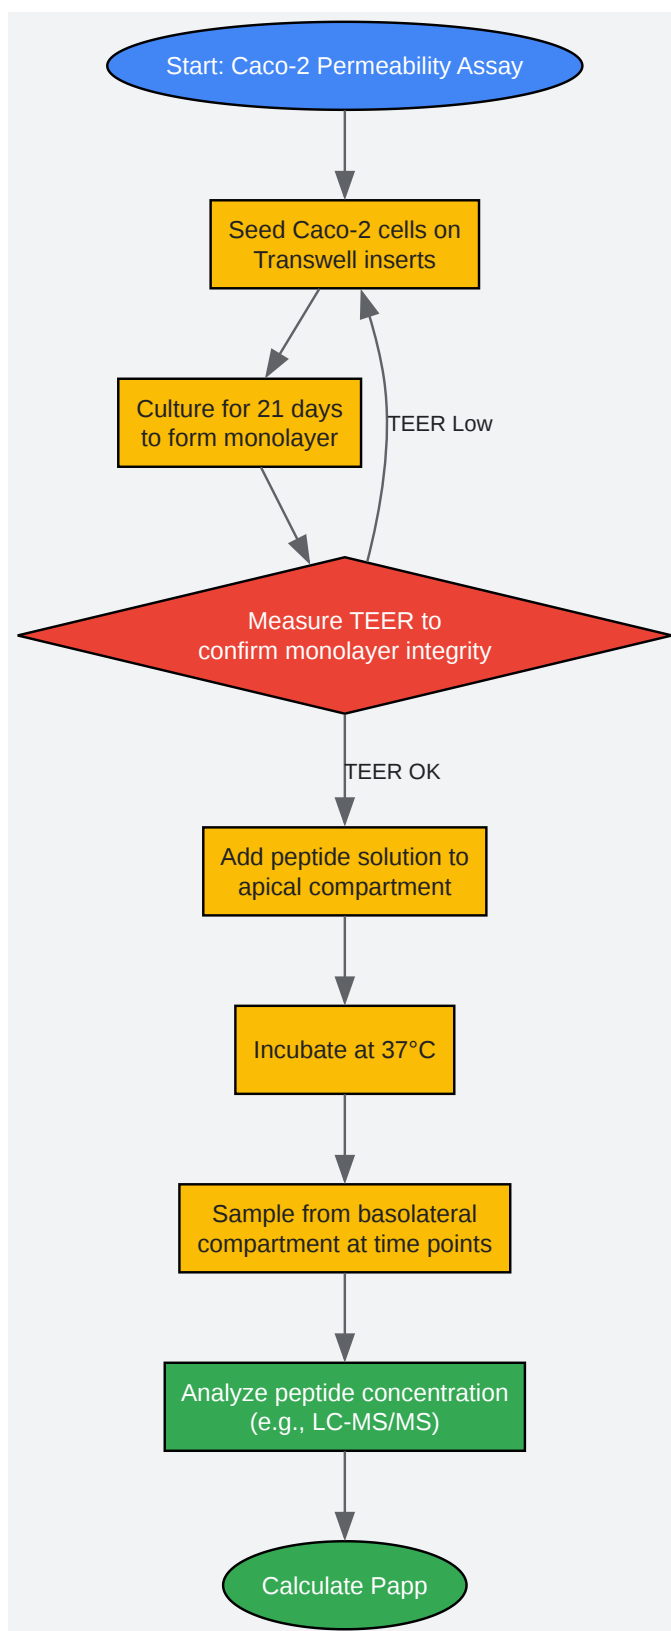 Start: Caco-2 Permeability Assay
Seed Caco-2 cells on
Transwell inserts
Culture for 21 days
to form monolayer
TEER Low
Measure TEER to
confirm monolayer integrity
TEER OK
Add peptide solution to
apical compartment
Incubate at 37°C
Sample from basolateral
compartment at time points
Analyze peptide concentration
(e.g., LC-MS/MS)
Calculate Papp